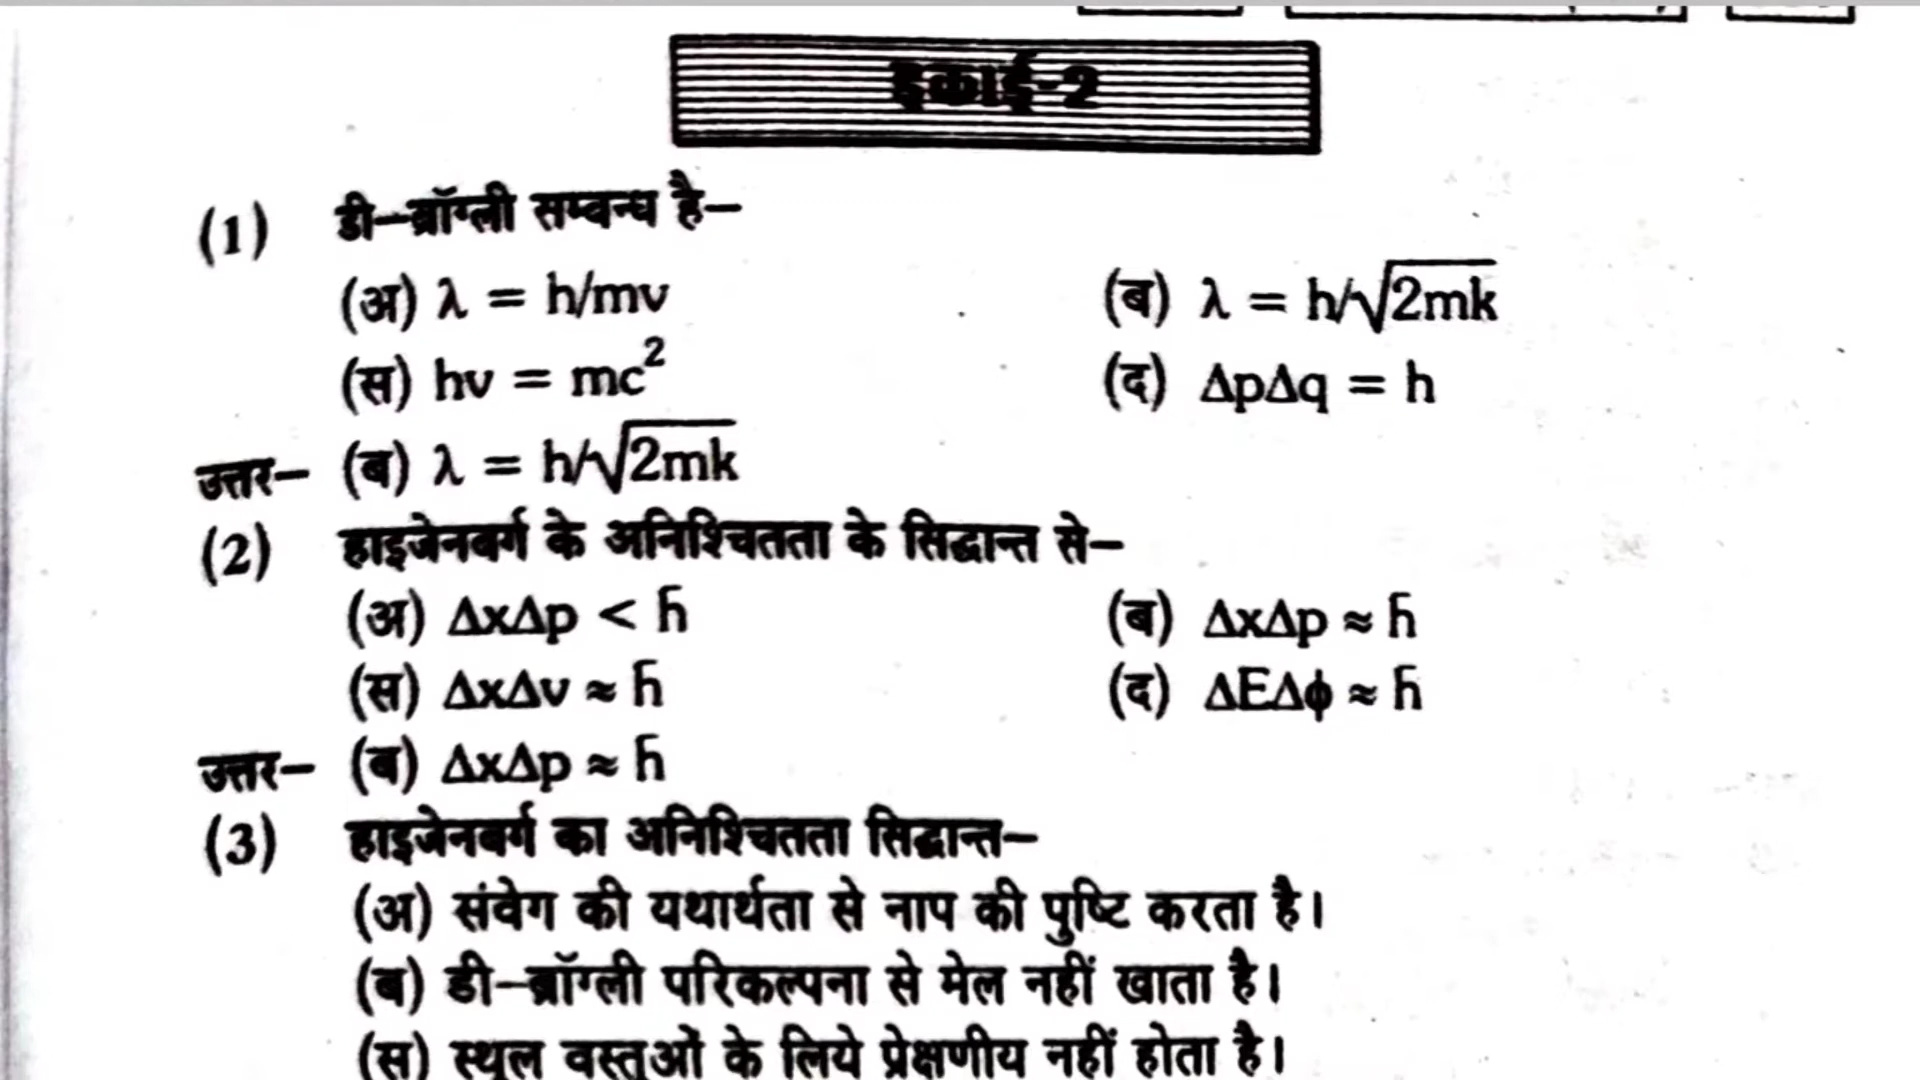 इकाई-2
(1) डी–ब्रॉग्ली सम्बन्ध है–
(अ) λ = h/mv (ब) λ = h/√2mk
(स) hν = mc² (द) ΔpΔq = h
उत्तर– (ब) λ = h/√2mk
(2) हाइजेनबर्ग के अनिश्चितता के सिद्धान्त से–
(अ) ΔxΔp < ħ (ब) ΔxΔp ≈ ħ
(स) ΔxΔv ≈ ħ (द) ΔEΔϕ ≈ ħ
उत्तर– (ब) ΔxΔp ≈ ħ
(3) हाइजेनबर्ग का अनिश्चितता सिद्धान्त–
(अ) संवेग की यथार्थता से नाप की पुष्टि करता है।
(ब) डी–ब्रॉग्ली परिकल्पना से मेल नहीं खाता है।
(स) स्थूल वस्तुओं के लिये प्रेक्षणीय नहीं होता है।